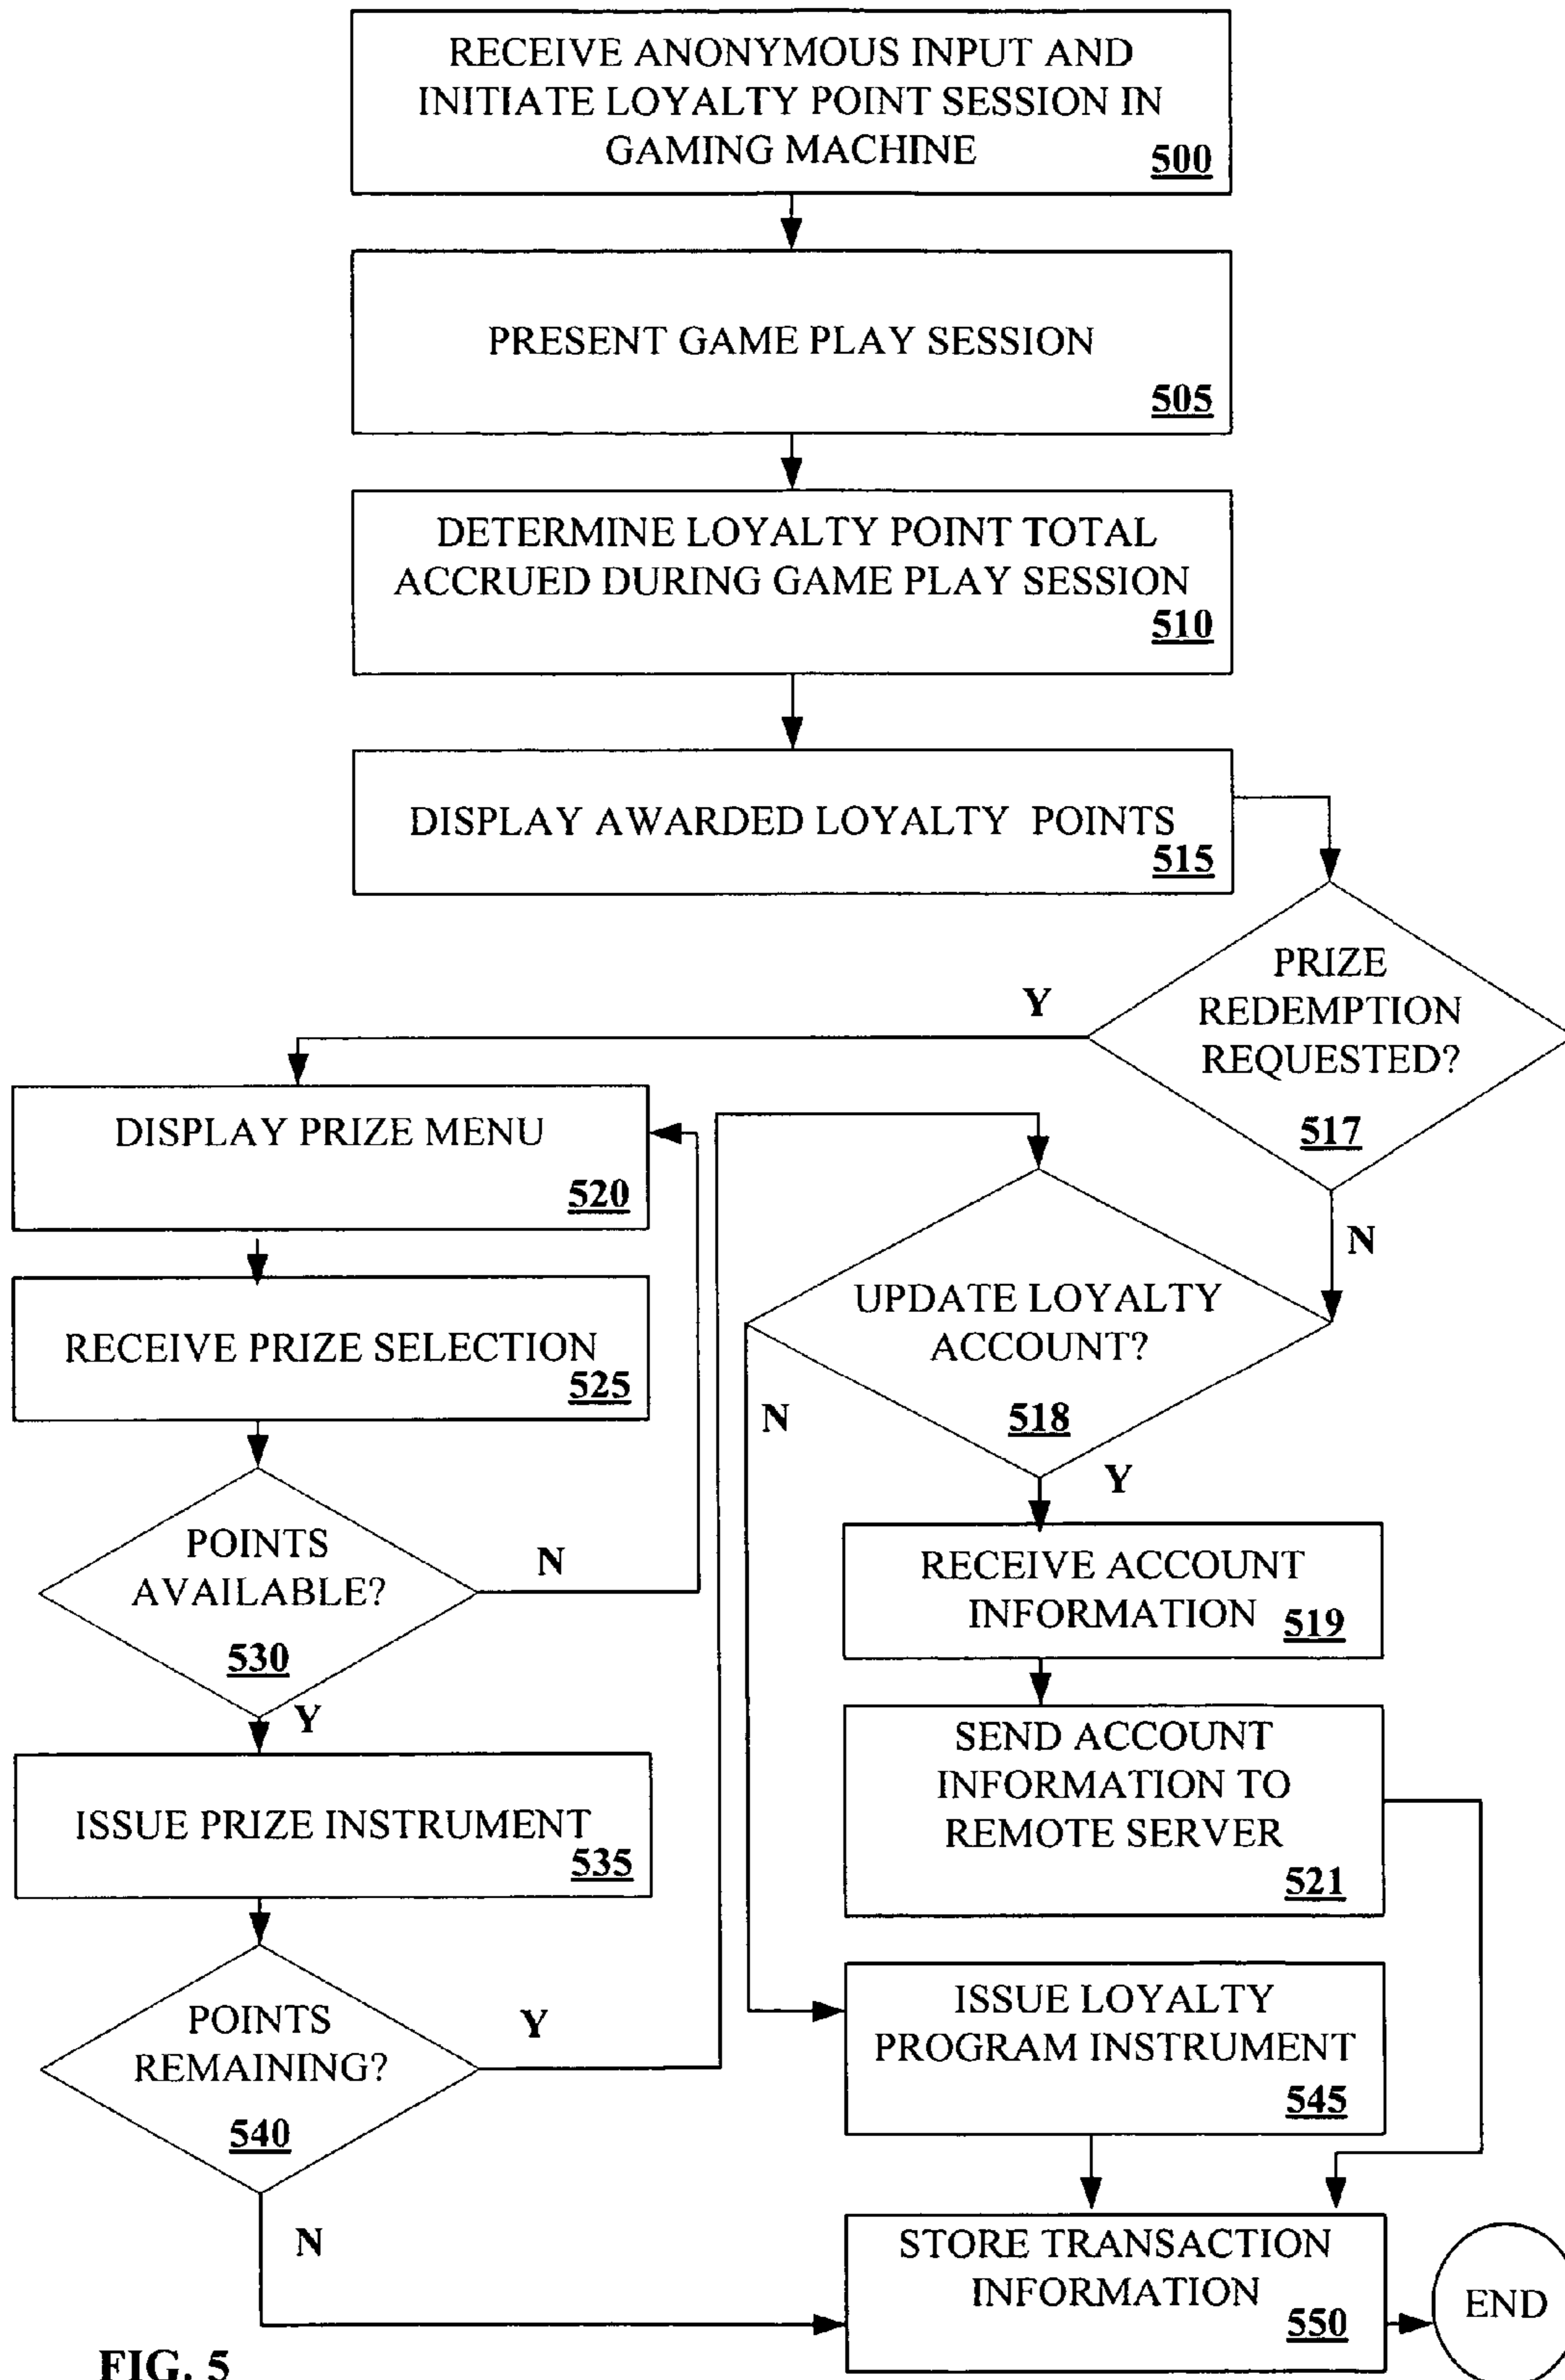 RECEIVE ANONYMOUS INPUT AND
INITIATE LOYALTY POINT SESSION IN
GAMING MACHINE
500
PRESENT GAME PLAY SESSION
505
DETERMINE LOYALTY POINT TOTAL
ACCRUED DURING GAME PLAY SESSION
510
DISPLAY AWARDED LOYALTY POINTS
515
PRIZE
REDEMPTION
REQUESTED?
517
Y
N
DISPLAY PRIZE MENU
520
RECEIVE PRIZE SELECTION
525
POINTS
AVAILABLE?
530
N
Y
ISSUE PRIZE INSTRUMENT
535
POINTS
REMAINING?
540
Y
N
UPDATE LOYALTY
ACCOUNT?
518
N
Y
RECEIVE ACCOUNT
INFORMATION
519
SEND ACCOUNT
INFORMATION TO
REMOTE SERVER
521
ISSUE LOYALTY
PROGRAM INSTRUMENT
545
STORE TRANSACTION
INFORMATION
550
END
FIG. 5